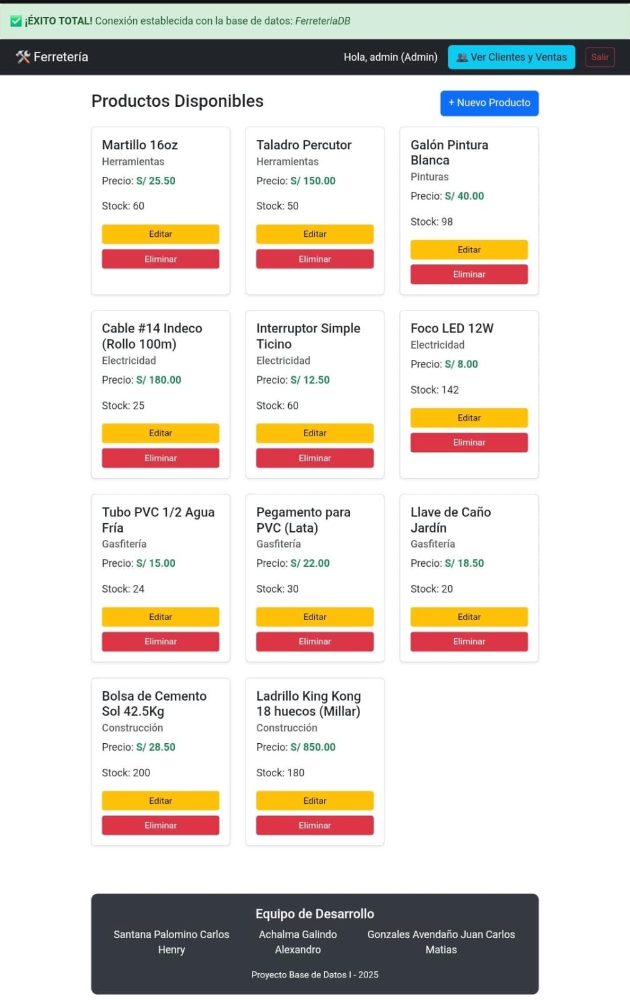 ✅ ¡ÉXITO TOTAL! Conexión establecida con la base de datos: FerreteriaDB
🛠️ Ferretería
Hola, admin (Admin)
👥 Ver Clientes y Ventas
Salir
Productos Disponibles
+ Nuevo Producto
Martillo 16oz
Herramientas
Precio: S/ 25.50
Stock: 60
Editar
Eliminar
Taladro Percutor
Herramientas
Precio: S/ 150.00
Stock: 50
Editar
Eliminar
Galón Pintura
Blanca
Pinturas
Precio: S/ 40.00
Stock: 98
Editar
Eliminar
Cable #14 Indeco
(Rollo 100m)
Electricidad
Precio: S/ 180.00
Stock: 25
Editar
Eliminar
Interruptor Simple
Ticino
Electricidad
Precio: S/ 12.50
Stock: 60
Editar
Eliminar
Foco LED 12W
Electricidad
Precio: S/ 8.00
Stock: 142
Editar
Eliminar
Tubo PVC 1/2 Agua
Fría
Gasfitería
Precio: S/ 15.00
Stock: 24
Editar
Eliminar
Pegamento para
PVC (Lata)
Gasfitería
Precio: S/ 22.00
Stock: 30
Editar
Eliminar
Llave de Caño
Jardín
Gasfitería
Precio: S/ 18.50
Stock: 20
Editar
Eliminar
Bolsa de Cemento
Sol 42.5Kg
Construcción
Precio: S/ 28.50
Stock: 200
Editar
Eliminar
Ladrillo King Kong
18 huecos (Millar)
Construcción
Precio: S/ 850.00
Stock: 180
Editar
Eliminar
Equipo de Desarrollo
Santana Palomino Carlos
Henry
Achalma Galindo
Alexandro
Gonzales Avendaño Juan Carlos
Matias
Proyecto Base de Datos I - 2025